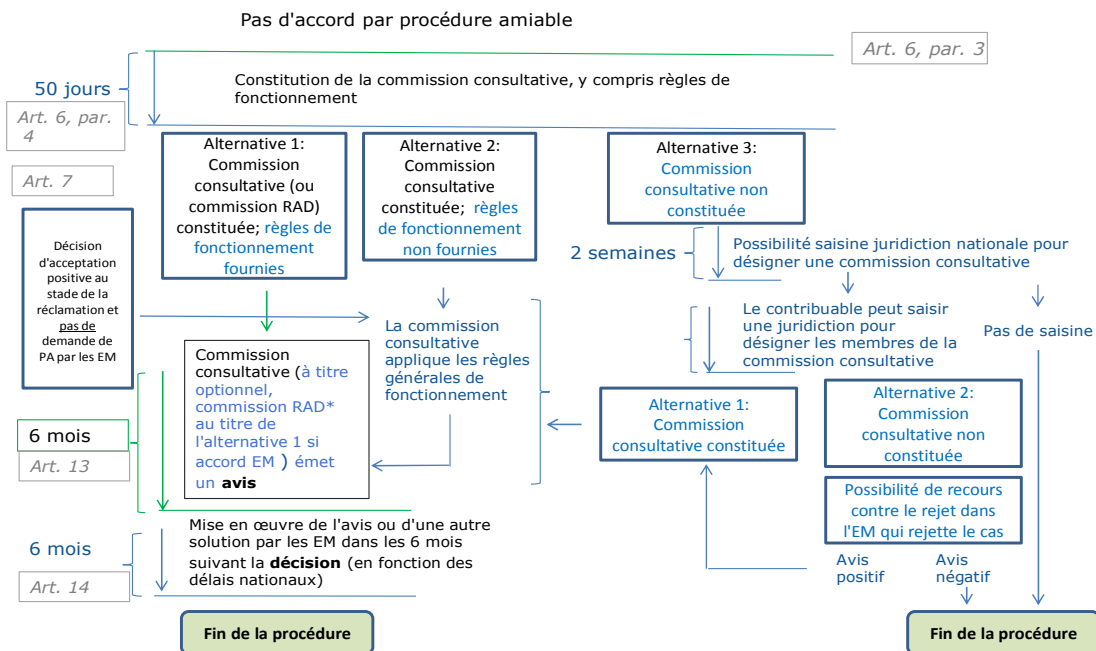 Pas d'accord par procédure amiable
Art. 6, par. 3
50 jours
Constitution de la commission consultative, y compris règles de
fonctionnement
Art. 6, par.
4
Art. 7
Alternative 1:
Commission
consultative (ou
commission RAD)
constituée; règles de
fonctionnement
fournies
Alternative 2:
Commission
consultative
constituée; règles
de fonctionnement
non fournies
Alternative 3:
Commission
consultative non
constituée
Décision
d'acceptation
positive au
stade de la
réclamation et
pas de
demande de
PA par les EM
2 semaines
Possibilité saisine juridiction nationale pour
désigner une commission consultative
Le contribuable peut saisir
une juridiction pour
désigner les membres de la
commission consultative
Pas de saisine
La commission
consultative
applique les règles
générales de
fonctionnement
Commission
consultative (à titre
optionnel,
commission RAD*
au titre de
l'alternative 1 si
accord EM ) émet
un avis
Alternative 1:
Commission
consultative constituée
Alternative 2:
Commission
consultative non
constituée
6 mois
Art. 13
Possibilité de recours
contre le rejet dans
l'EM qui rejette le cas
Avis
positif
Avis
négatif
6 mois
Art. 14
Mise en œuvre de l'avis ou d'une autre
solution par les EM dans les 6 mois
suivant la décision (en fonction des
délais nationaux)
Fin de la procédure
Fin de la procédure